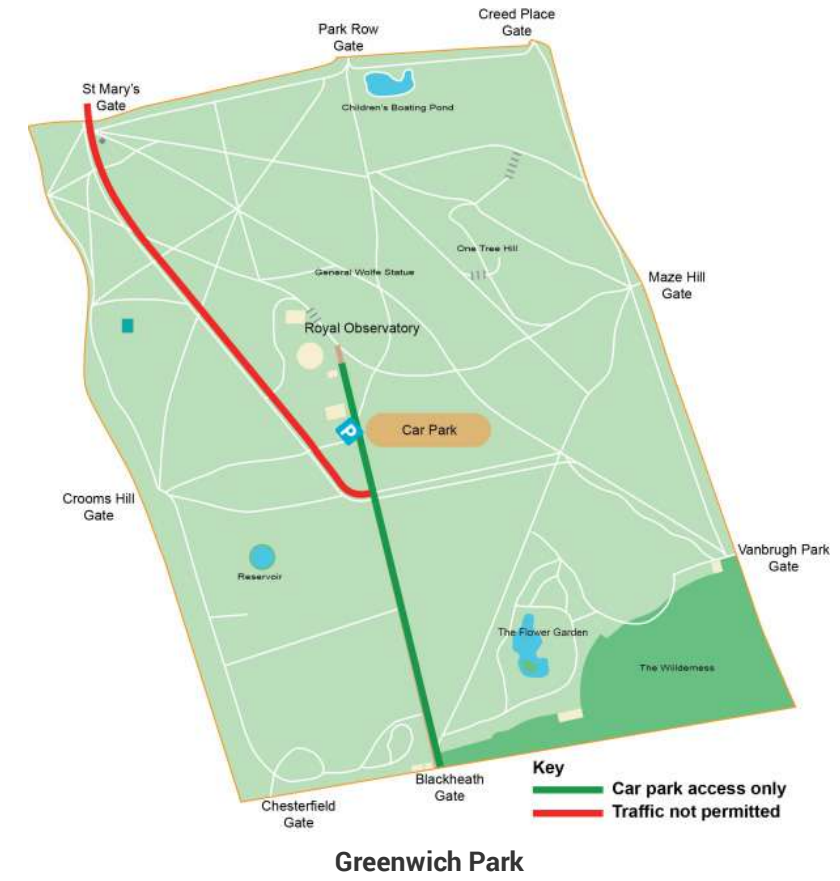 Creed Place
Gate
Park Row
Gate
St Mary's
Gate
Children's Boating Pond
One Tree Hill
General Wolfe Statue
Maze Hill
Gate
Royal Observatory
P
Car Park
Crooms Hill
Gate
Vanbrugh Park
Gate
Reservoir
The Flower Garden
The Willderness
Key
Car park access only
Traffic not permitted
Blackheath
Gate
Chesterfield
Gate
Greenwich Park